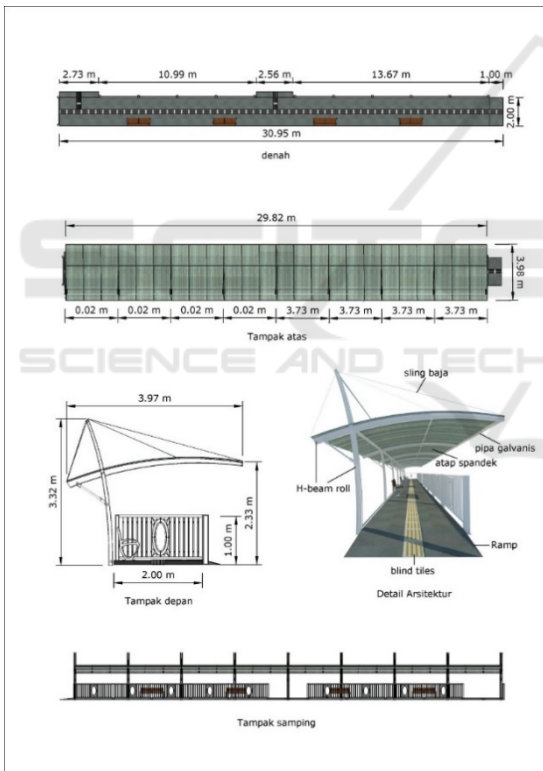 2.73 m 10.99 m 2.56 m 13.67 m 1.00 m
2.00 m
30.95 m
denah
29.82 m
3.98 m
0.02 m 0.02 m 0.02 m 0.02 m 3.73 m 3.73 m 3.73 m 3.73 m
Tampak atas
SCITE
SCIENCE AND TECH
3.97 m
3.32 m
2.33 m
1.00 m
2.00 m
Tampak depan
sling baja
pipa galvanis
atap spandek
H-beam roll
Ramp
blind tiles
Detail Arsitektur
Tampak samping